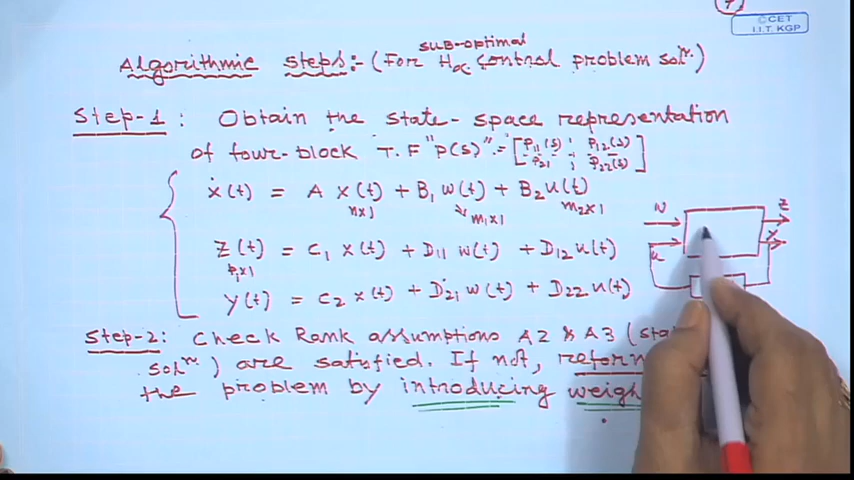 7
©CET
I.I.T. KGP
sub-optimal
Algorithmic Steps:- (For H∞ control problem solⁿ.)
Step-1: Obtain the state-space representation
of four-block T.F "P(s)" = [P11(s) ; P12(s)
P21 ; P22(s)]
ẋ(t) = A x(t) + B1 w(t) + B2 u(t)
n×1 m1×1 m2×1
Z(t) = C1 x(t) + D11 w(t) + D12 u(t)
p1×1
y(t) = C2 x(t) + D21 w(t) + D22 u(t)
W Z
u y
Step-2: Check Rank assumptions A2 & A3
solⁿ) are satisfied. If not,
the problem by introducing